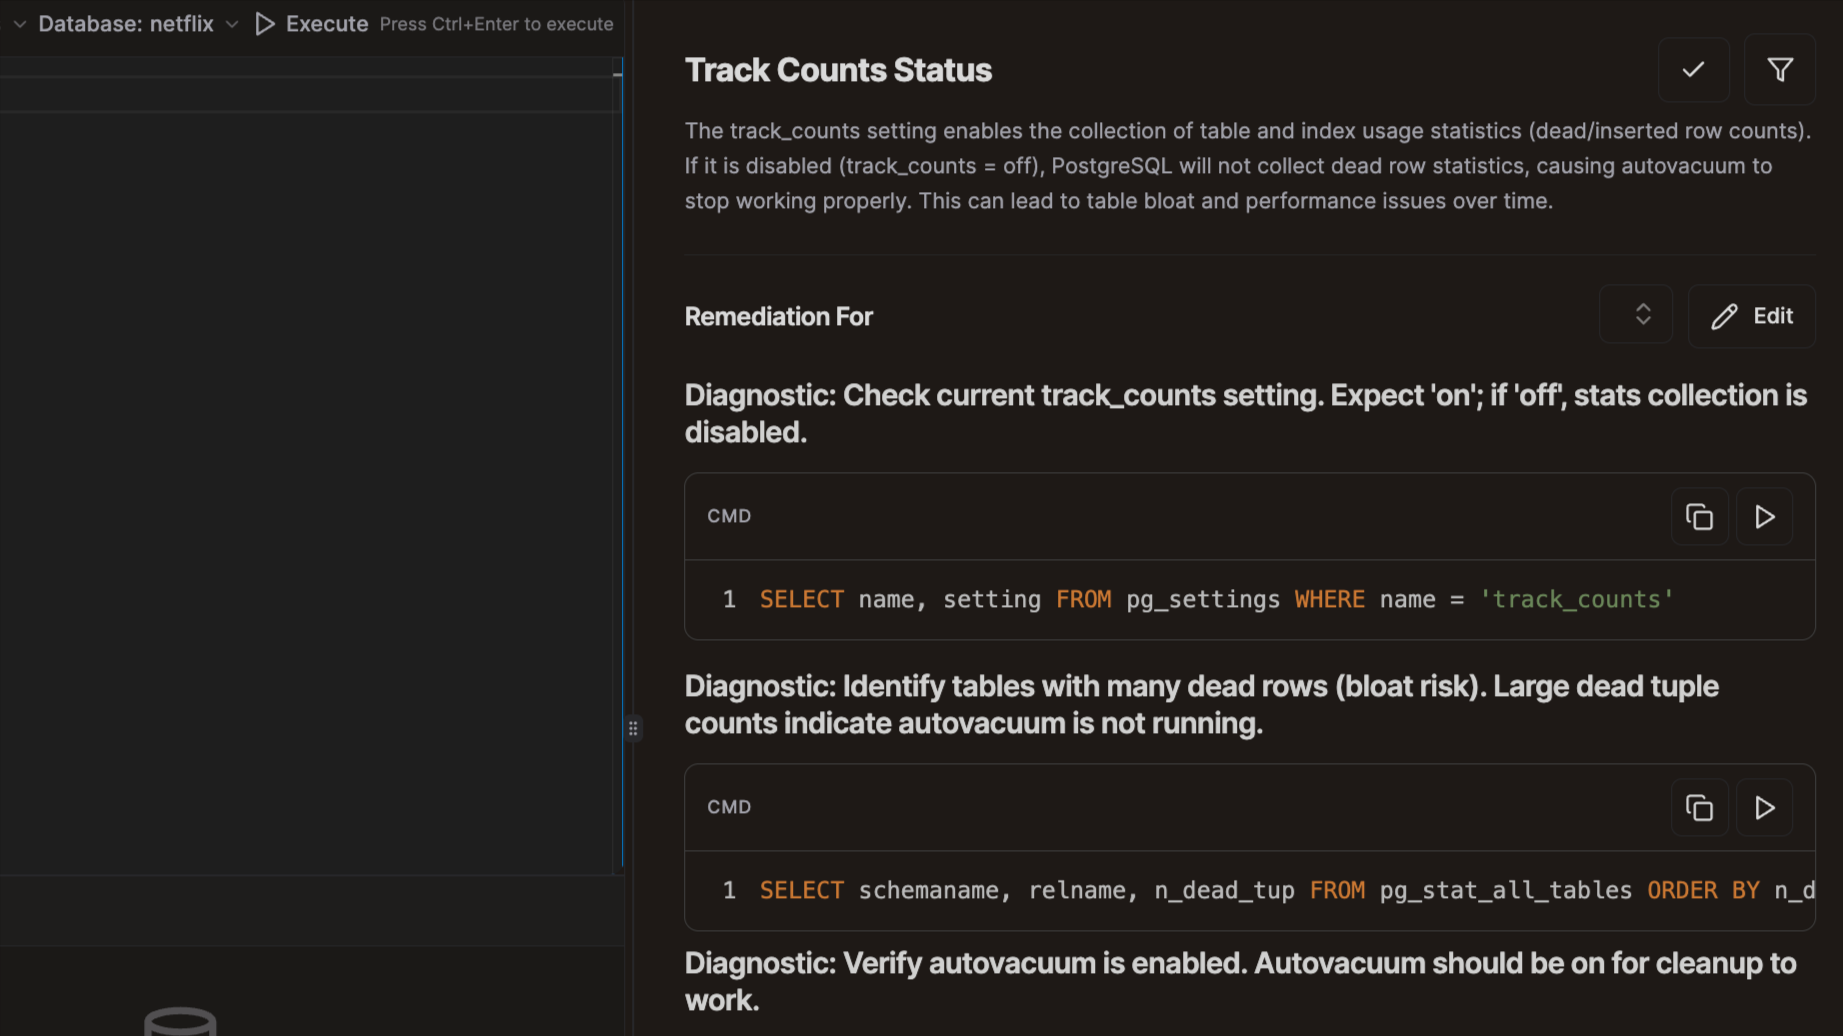 Database: netflix Execute Press Ctrl+Enter to execute
Track Counts Status
The track_counts setting enables the collection of table and index usage statistics (dead/inserted row counts).
If it is disabled (track_counts = off), PostgreSQL will not collect dead row statistics, causing autovacuum to
stop working properly. This can lead to table bloat and performance issues over time.
Remediation For
Edit
Diagnostic: Check current track_counts setting. Expect 'on'; if 'off', stats collection is
disabled.
CMD
1 SELECT name, setting FROM pg_settings WHERE name = 'track_counts'
Diagnostic: Identify tables with many dead rows (bloat risk). Large dead tuple
counts indicate autovacuum is not running.
CMD
1 SELECT schemaname, relname, n_dead_tup FROM pg_stat_all_tables ORDER BY n_d
Diagnostic: Verify autovacuum is enabled. Autovacuum should be on for cleanup to
work.